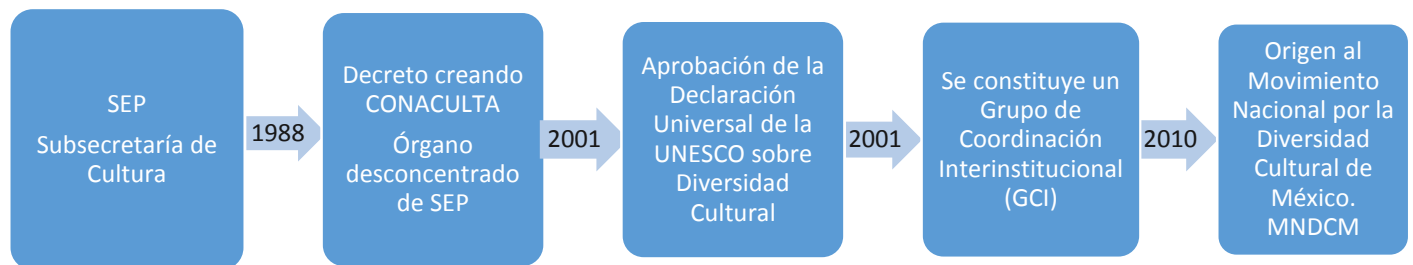 SEP
Subsecretaría de
Cultura
1988
Decreto creando
CONACULTA
Órgano
desconcentrado
de SEP
2001
Aprobación de la
Declaración
Universal de la
UNESCO sobre
Diversidad
Cultural
2001
Se constituye un
Grupo de
Coordinación
Interinstitucional
(GCI)
2010
Origen al
Movimiento
Nacional por la
Diversidad
Cultural de
México.
MNDCM